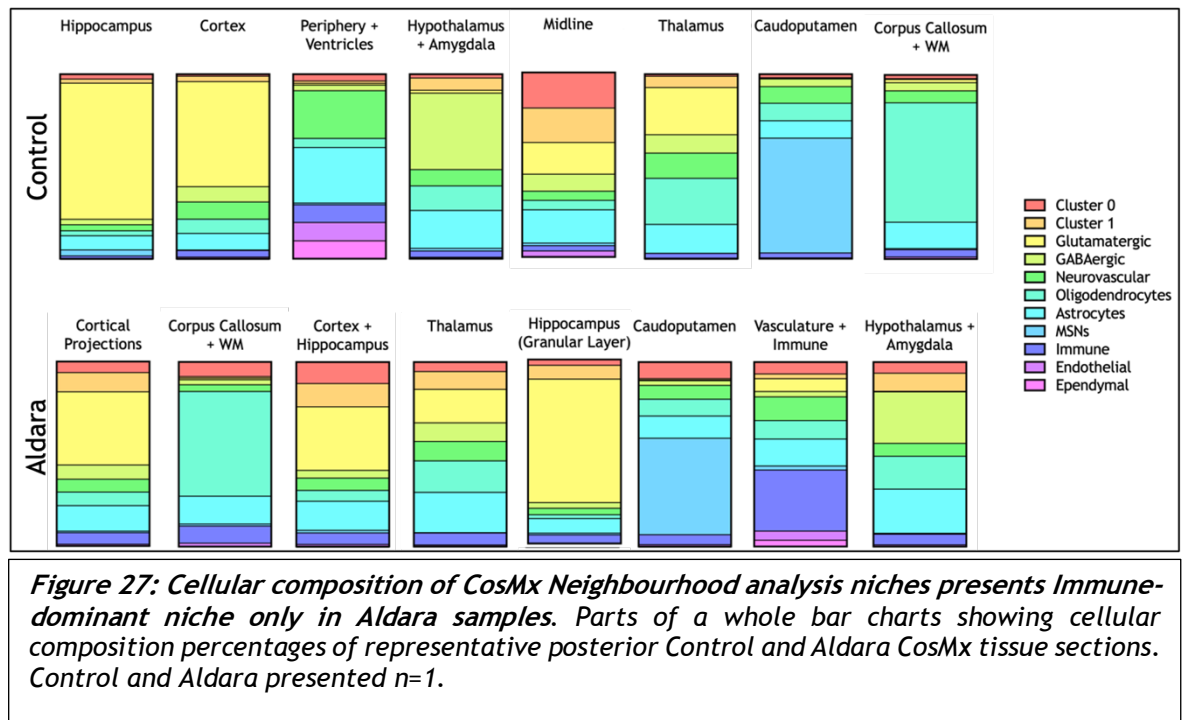 Hippocampus
Cortex
Periphery +
Ventricles
Hypothalamus
+ Amygdala
Midline
Thalamus
Caudoputamen
Corpus Callosum
+ WM
Control
Cluster 0
Cluster 1
Glutamatergic
GABAergic
Neurovascular
Oligodendrocytes
Astrocytes
MSNs
Immune
Endothelial
Ependymal
Cortical
Projections
Corpus Callosum
+ WM
Cortex +
Hippocampus
Thalamus
Hippocampus
(Granular Layer)
Caudoputamen
Vasculature +
Immune
Hypothalamus +
Amygdala
Aldara
Figure 27: Cellular composition of CosMx Neighbourhood analysis niches presents Immune-
dominant niche only in Aldara samples. Parts of a whole bar charts showing cellular
composition percentages of representative posterior Control and Aldara CosMx tissue sections.
Control and Aldara presented n=1.